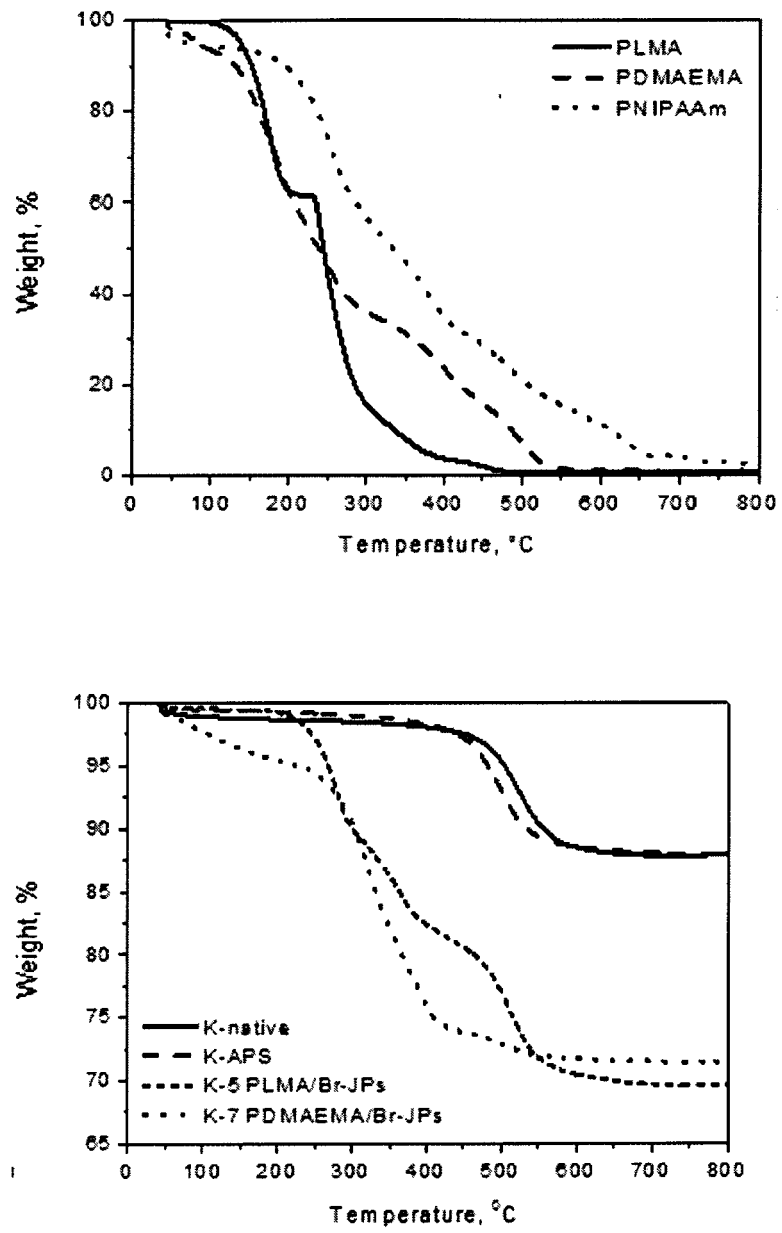 100
80
60
40
20
0
Weight, %
PLMA
PDMAEMA
PNIPAAm
0 100 200 300 400 500 600 700 800
Temperature, °C
100
95
90
85
80
75
70
65
Weight, %
K-native
K-APS
K-5 PLMA/Br-JPs
K-7 PDMAEMA/Br-JPs
0 100 200 300 400 500 600 700 800
Temperature, °C